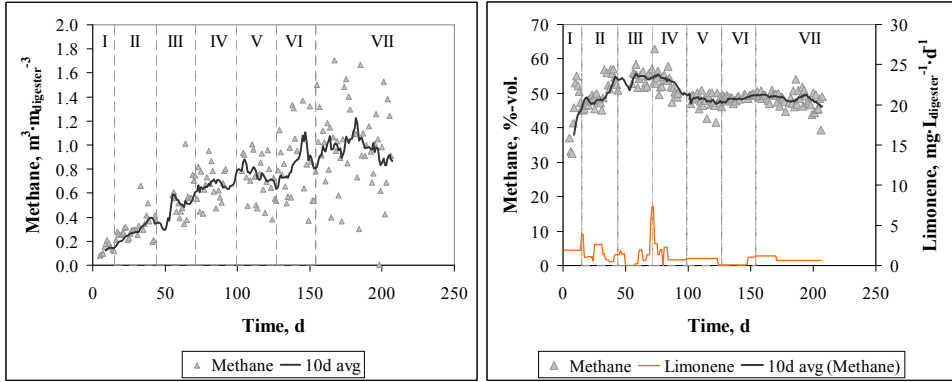 I II III IV V VI VII
2.0
1.8
1.6
1.4
1.2
1.0
0.8
0.6
0.4
0.2
0.0
Methane, m³·m_digester⁻³
0 50 100 150 200 250
Time, d
Methane 10d avg
I II III IV V VI VII
70
60
50
40
30
20
10
0
Methane, %-vol.
30
25
20
15
10
5
0
Limonene, mg·l_digester⁻¹·d⁻¹
0 50 100 150 200 250
Time, d
Methane Limonene 10d avg (Methane)